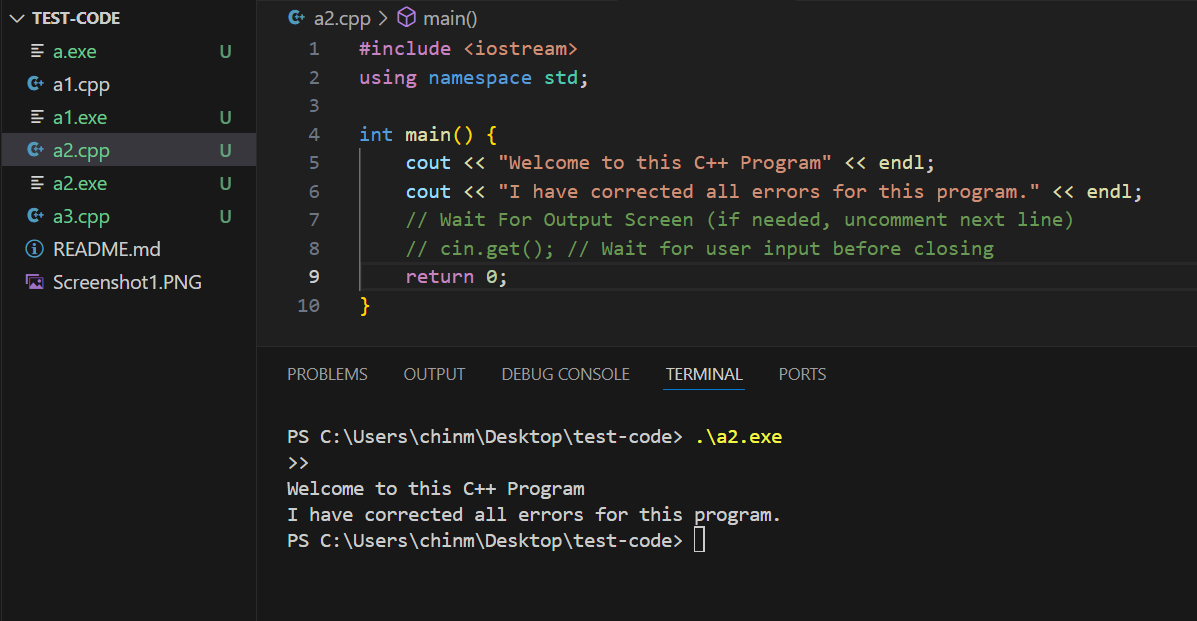 TEST-CODE
a.exe U
a1.cpp
a1.exe U
a2.cpp U
a2.exe U
a3.cpp U
README.md
Screenshot1.PNG
a2.cpp > main()
1 #include <iostream>
2 using namespace std;
3
4 int main() {
5 cout << "Welcome to this C++ Program" << endl;
6 cout << "I have corrected all errors for this program." << endl;
7 // Wait For Output Screen (if needed, uncomment next line)
8 // cin.get(); // Wait for user input before closing
9 return 0;
10 }
PROBLEMS OUTPUT DEBUG CONSOLE TERMINAL PORTS
PS C:\Users\chinm\Desktop\test-code> .\a2.exe
>>
Welcome to this C++ Program
I have corrected all errors for this program.
PS C:\Users\chinm\Desktop\test-code>